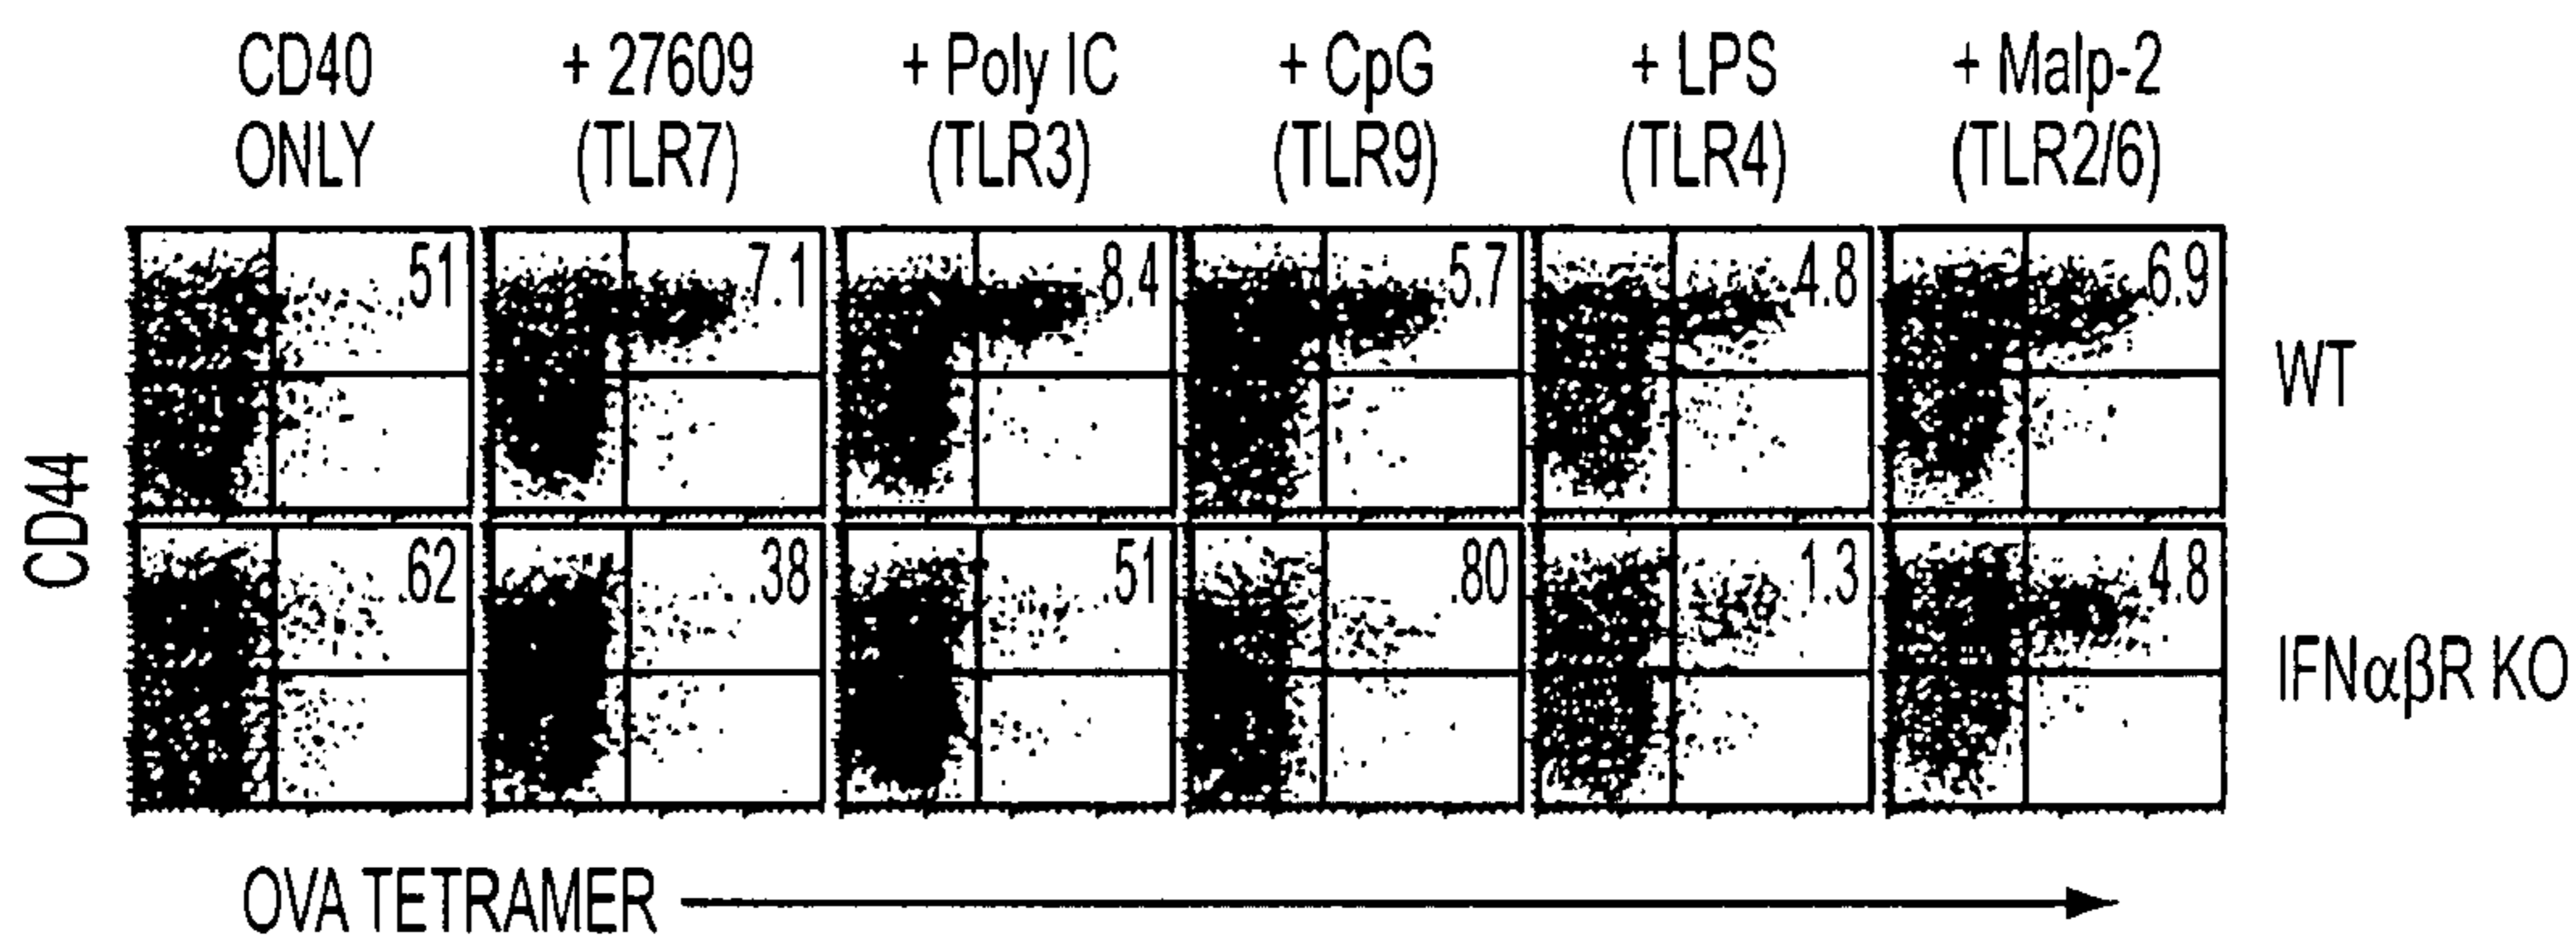 CD40 ONLY
+ 27609 (TLR7)
+ Poly IC (TLR3)
+ CpG (TLR9)
+ LPS (TLR4)
+ Malp-2 (TLR2/6)
.51 7.1 8.4 5.7 4.8 6.9
WT
CD44
.62 .38 .51 .80 1.3 4.8
IFNαβR KO
OVA TETRAMER